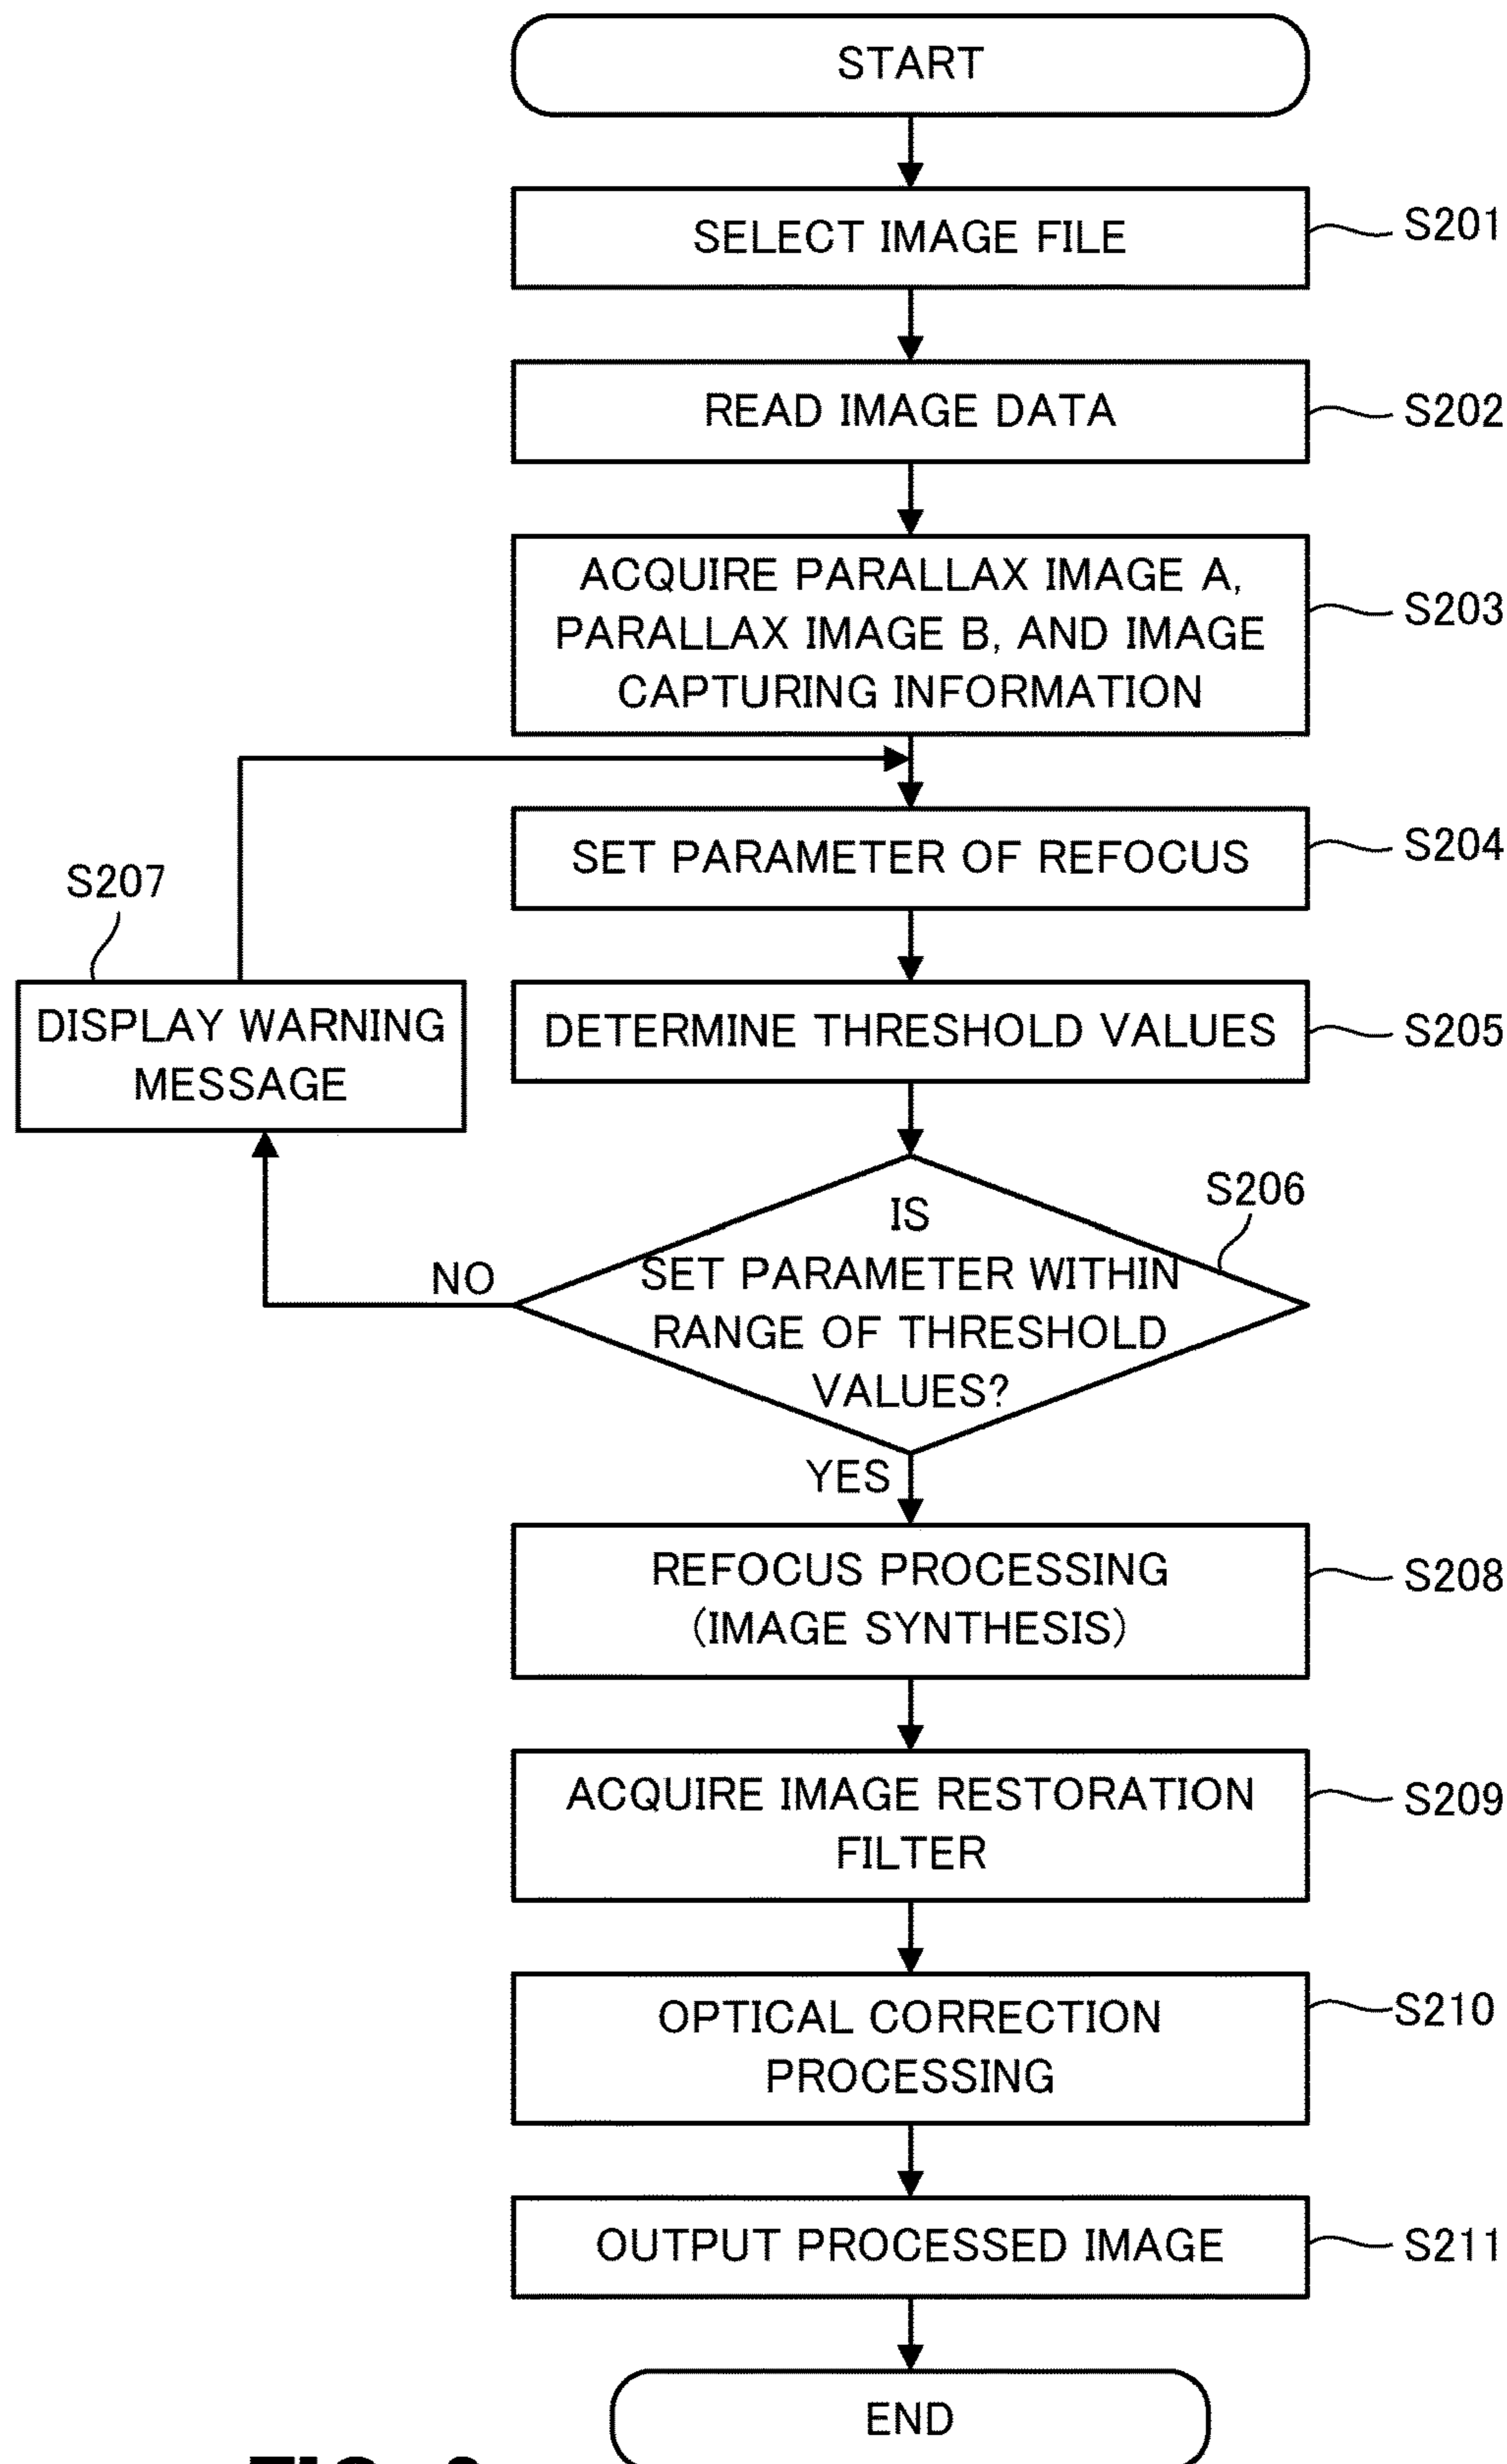 START
SELECT IMAGE FILE
S201
READ IMAGE DATA
S202
ACQUIRE PARALLAX IMAGE A,
PARALLAX IMAGE B, AND IMAGE
CAPTURING INFORMATION
S203
SET PARAMETER OF REFOCUS
S204
S207
DISPLAY WARNING
MESSAGE
DETERMINE THRESHOLD VALUES
S205
S206
IS
SET PARAMETER WITHIN
RANGE OF THRESHOLD
VALUES?
NO
YES
REFOCUS PROCESSING
(IMAGE SYNTHESIS)
S208
ACQUIRE IMAGE RESTORATION
FILTER
S209
OPTICAL CORRECTION
PROCESSING
S210
OUTPUT PROCESSED IMAGE
S211
END